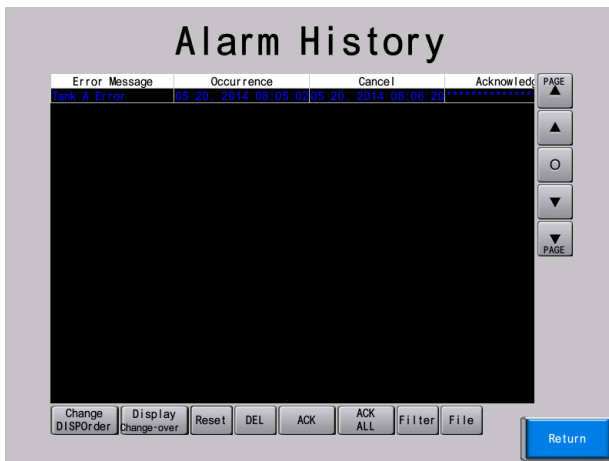 Alarm History
Error Message Occurrence Cancel Acknowledg
Tank A Error 05-20, 2014 08:05:02 05-20, 2014 08:06:20 **************
PAGE
▲
▲
O
▼
▼
PAGE
Change DISPOrder
Display Change-over
Reset
DEL
ACK
ACK ALL
Filter
File
Return